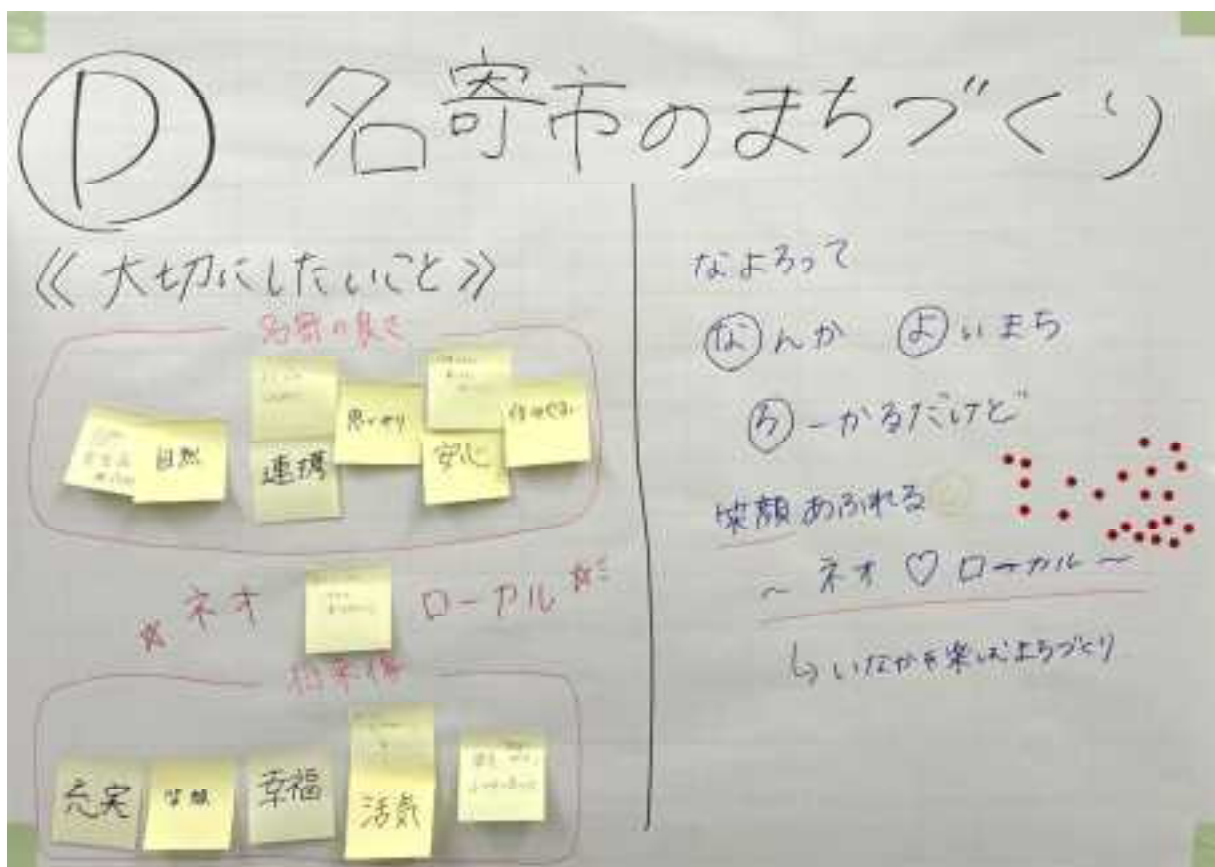 D 名寄市のまちづくり
《大切にしたいこと》
名寄の良さ
自然
連携
思いやり
安心
ネオ
ローカル
将来像
充実
笑顔
幸福
活気
なよろって
なんか よいまち
ろーかるだけど
笑顔あふれる
~ネオ♡ローカル~
↳いなかを楽しむまちづくり